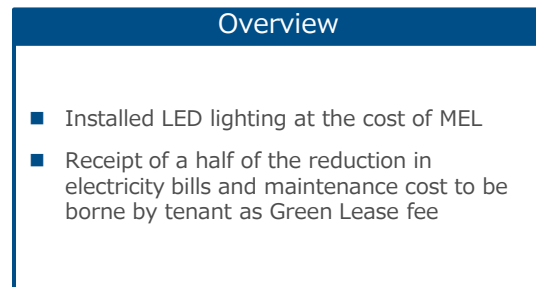 Overview
■ Installed LED lighting at the cost of MEL
■ Receipt of a half of the reduction in
electricity bills and maintenance cost to be
borne by tenant as Green Lease fee